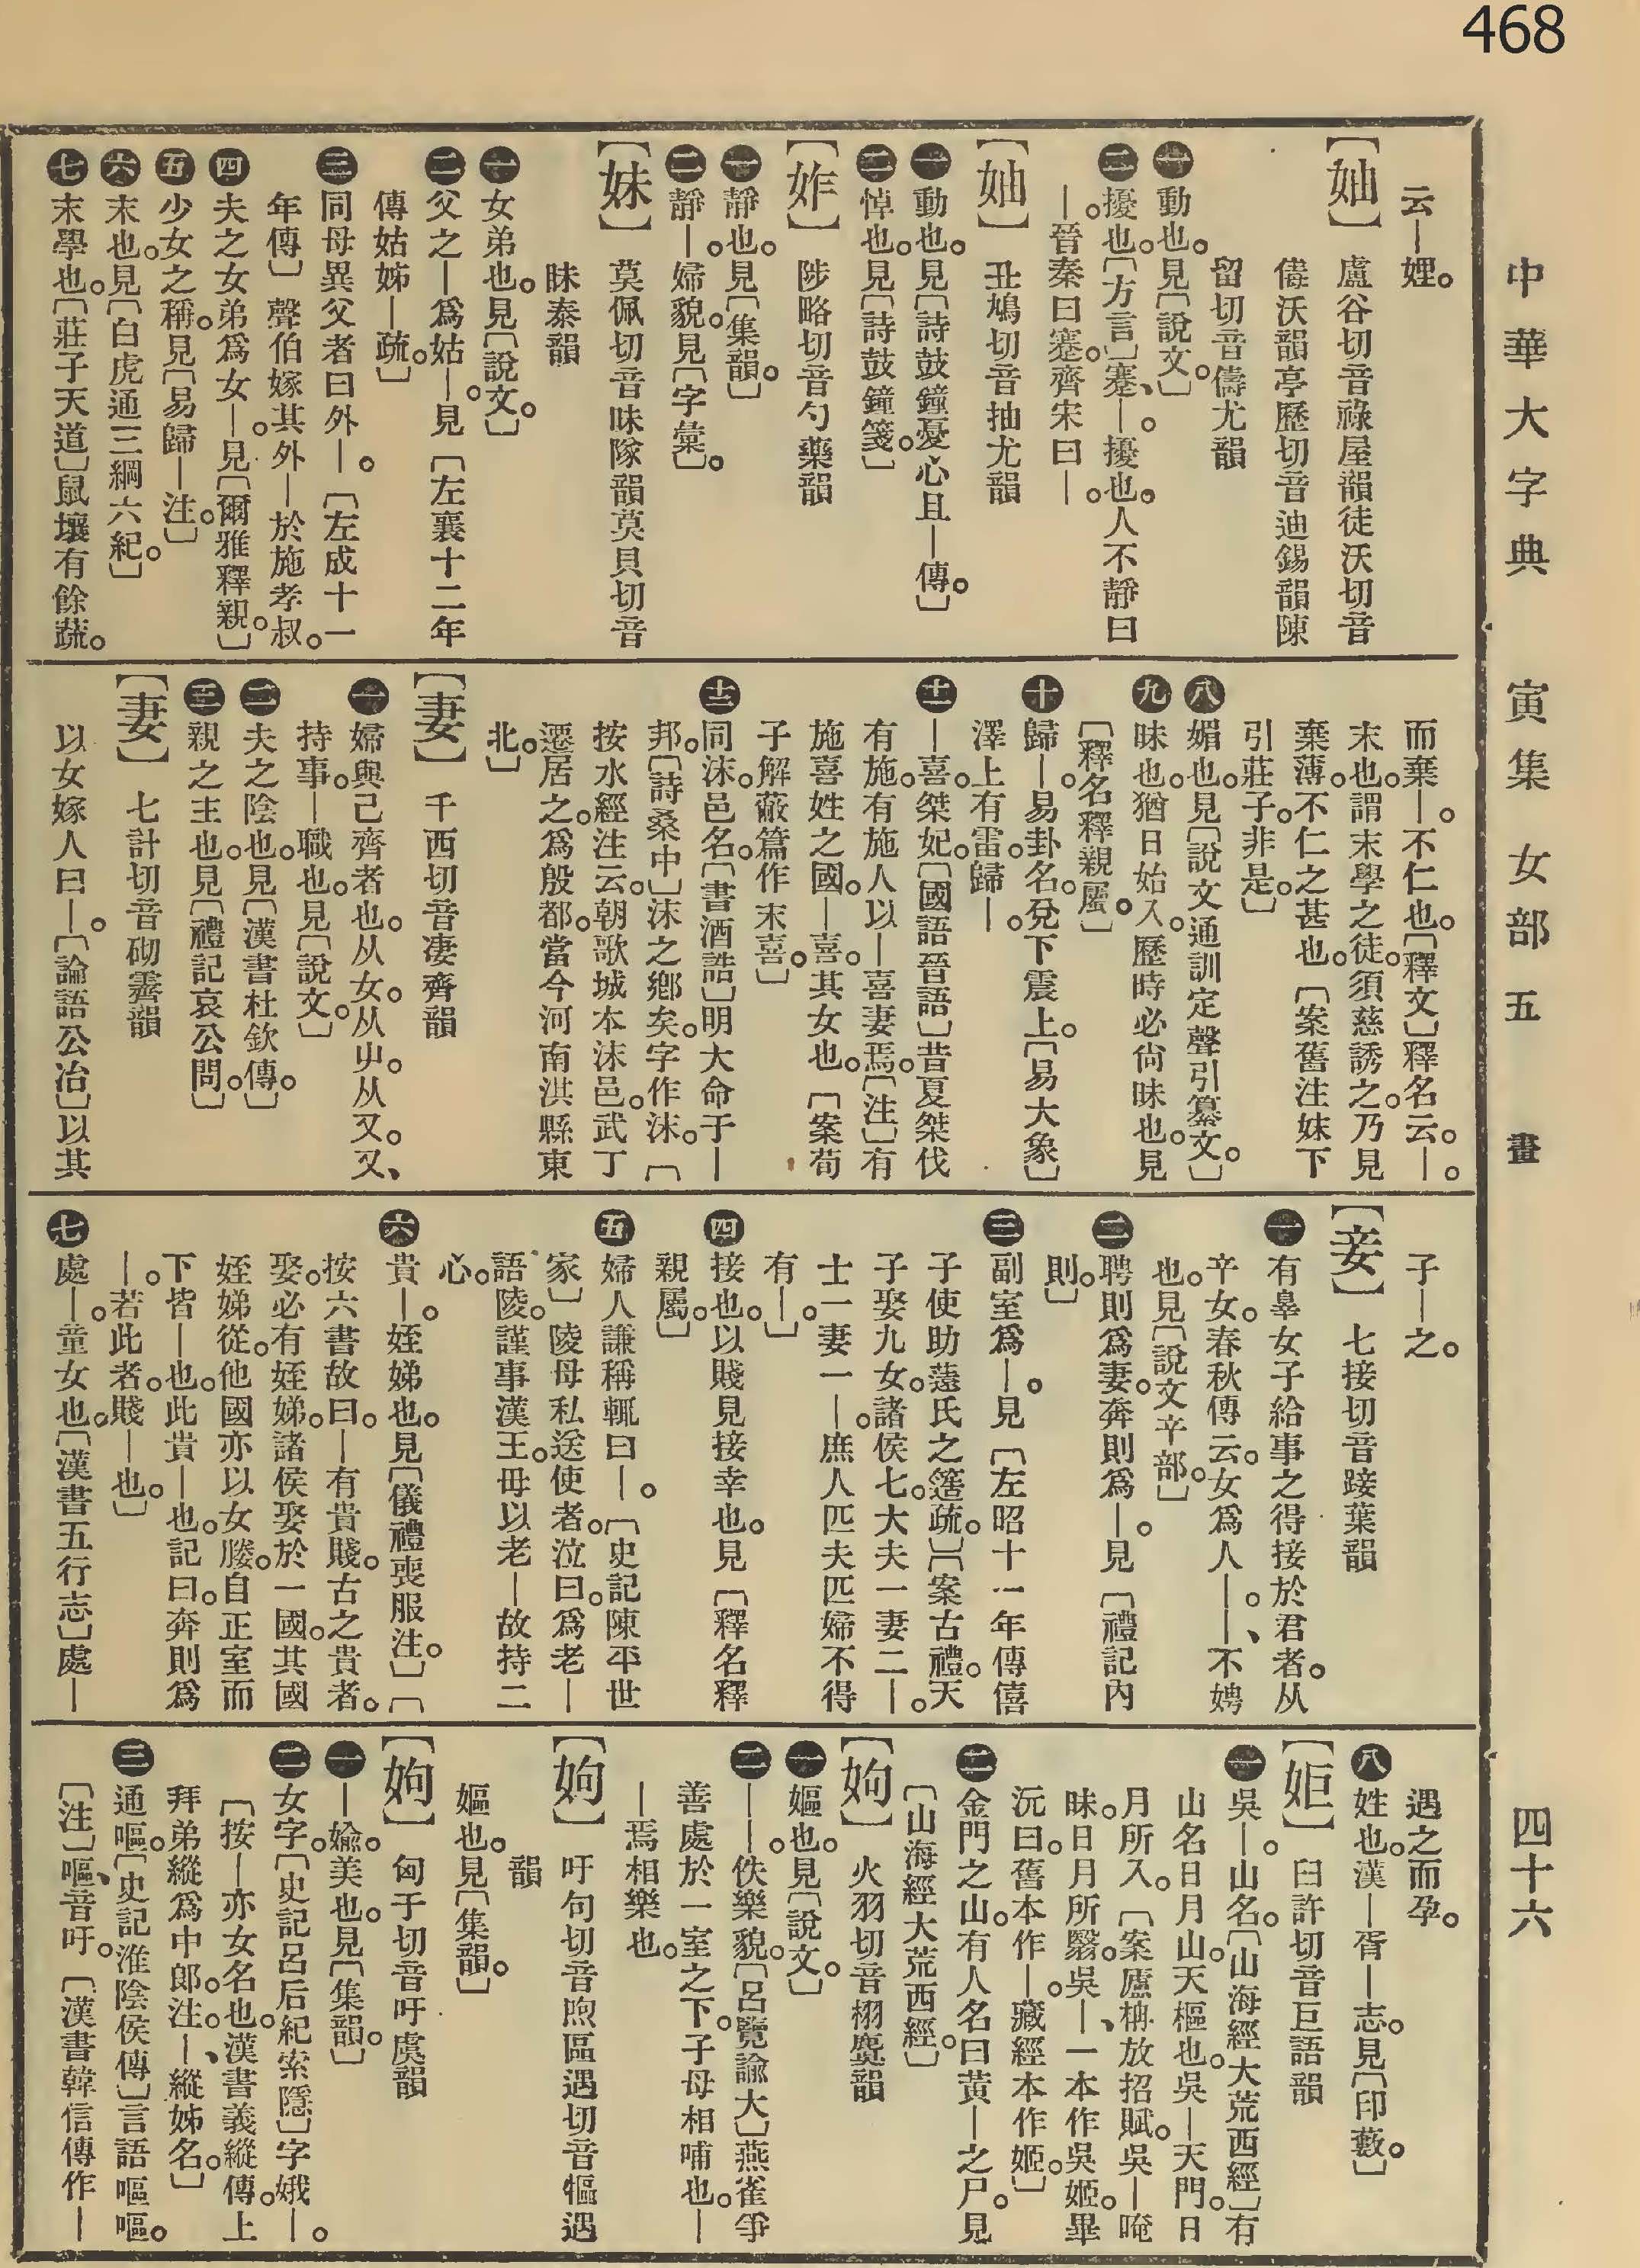 468
中華大字典 寅集 女部 五畫 四十六
云—娌。
【妯】盧谷切音祿屋韻徒沃切音
儔沃韻亭歷切音迪錫韻陳
留切音儔尤韻
㊀動也。見〔說文。〕
㊁擾也。〔方言〕蹇、—。擾也。人不靜曰
—。晉秦曰蹇。齊宋曰—。
【妯】丑鳩切音抽尤韻
㊀動也。見〔詩鼓鐘憂心且—傳。〕
㊁悼也。見〔詩鼓鐘箋。〕
【妰】陟略切音勺藥韻
㊀靜也。見〔集韻。〕
㊁靜—。婦貌。見〔字彙。〕
【妹】莫佩切音昧隊韻莫貝切音
眛泰韻
㊀女弟也。見〔說文。〕
㊁父之—爲姑—。見〔左襄十二年
傳姑姊—疏。〕
㊂同母異父者曰外—。〔左成十一
年傳〕聲伯嫁其外—於施孝叔。
㊃夫之女弟爲女—。見〔爾雅釋親。〕
㊄少女之稱。見〔易歸—注。〕
㊅末也。見〔白虎通三綱六紀。〕
㊆末學也。〔莊子天道〕鼠壤有餘蔬。
而棄—。不仁也。〔釋文〕釋名云。—。
末也。謂末學之徒。須慈誘之。乃見
棄薄。不仁之甚也。〔案舊注妹下
引莊子。非是。〕
㊇媚也。見〔說文通訓定聲引纂文。〕
㊈昧也。猶日始入。歷時必尙昧也。見
〔釋名釋親屬。〕
㊉歸—。易卦名。兌下震上。〔易大象〕
澤上有雷。歸—。
⑪—喜。桀妃。〔國語晉語〕昔夏桀伐
有施。有施人以—喜妻焉。〔注〕有
施喜姓之國。—喜。其女也。〔案荀
子解蔽篇作末喜。〕
⑫同沬。邑名。〔書酒誥〕明大命于—
邦。〔詩桑中〕沬之鄉矣。字作沬。〔
按水經注云。朝歌城本沬邑。武丁
遷居之。爲殷都。當今河南淇縣東
北。〕
【妻】千西切音凄齊韻
㊀婦與己齊者也。从女。从屮。从又。又、
持事。—職也。見〔說文。〕
㊁夫之陰也。見〔漢書杜欽傳。〕
㊂親之主也。見〔禮記哀公問。〕
【妻】七計切音砌霽韻
以女嫁人曰—。〔論語公冶〕以其
子—之。
【妾】七接切音踥葉韻
㊀有辠女子給事之得接於君者。从
䇂女。春秋傳云。女爲人—。—、不娉
也。見〔說文䇂部。〕
㊁聘則爲妻。奔則爲—。見〔禮記內
則。〕
㊂副室爲—。見〔左昭十一年傳僖
子使助薳氏之簉疏。〕〔案古禮。天
子娶九女。諸侯七。大夫一妻二—。
士一妻一—。庶人匹夫匹婦不得
有—。〕
㊃接也。以賤見接幸也。見〔釋名釋
親屬。〕
㊄婦人謙稱輒曰—。〔史記陳平世
家〕陵母私送使者。泣曰。爲老—
語陵。謹事漢王。毋以老—故持二
心。
㊅貴—。姪娣也。見〔儀禮喪服注。〕〔
按六書故曰。—有貴賤。古之貴者。
娶必有姪娣。諸侯娶於一國。其國
姪娣從。他國亦以女媵。自正室而
下皆—也。此貴—也。記曰。奔則爲
—。若此者。賤—也。〕
㊆處—。童女也。〔漢書五行志〕處—
遇之而孕。
㊇姓也。漢—胥—志。見〔印藪。〕
【姖】臼許切音巨語韻
㊀吳—。山名。〔山海經大荒西經〕有
山名日月山。天樞也。吳—天門。日
月所入。〔案廬柟放招賦。吳—唵
昧。日月所翳。吳—、一本作吳姬。畢
沅曰。舊本作—。藏經本作姬。〕
㊁金門之山。有人名曰黃—之尸。見
〔山海經大荒西經。〕
【姁】火羽切音栩麌韻
㊀嫗也。見〔說文。〕
㊁——。佚樂貌。〔呂覽諭大〕燕雀爭
善處於一室之下。子母相哺也。—
—焉相樂也。
【姁】吁句切音煦區遇切音㹼遇
韻
嫗也。見〔集韻。〕
【姁】匈于切音吁虞韻
㊀—媮。美也。見〔集韻。〕
㊁女字。〔史記呂后紀索隱〕字娥—。
〔按—亦女名也。漢書義縱傳。上
拜弟縱爲中郎。注。—、縱姊名。〕
㊂通嘔。〔史記淮陰侯傳〕言語嘔嘔。
〔注〕嘔、音吁。〔漢書韓信傳作—